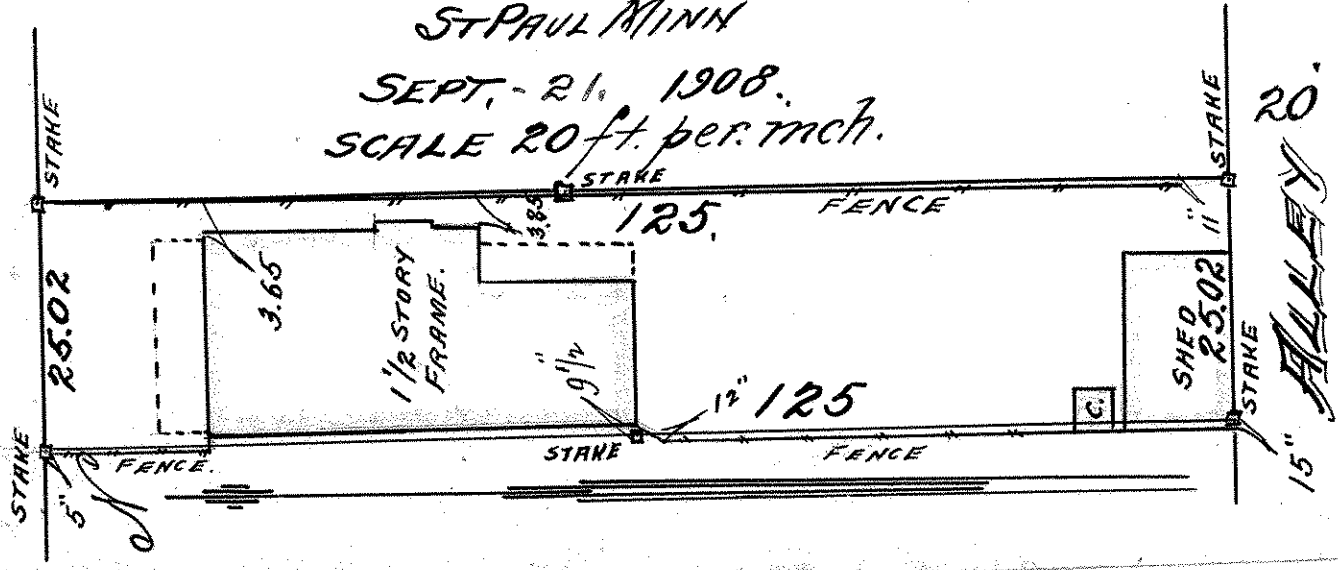 ST PAUL MINN
SEPT. - 21. 1908.
SCALE 20 ft. per. inch.
STAKE
STAKE
20
ALLEY
STAKE
FENCE
125.
3.85
11"
25.02
3.65
1 1/2 STORY
FRAME.
9 1/2"
12"
125
C.
SHED
25.02
STAKE
STAKE
FENCE.
STAKE
FENCE
5"
15"